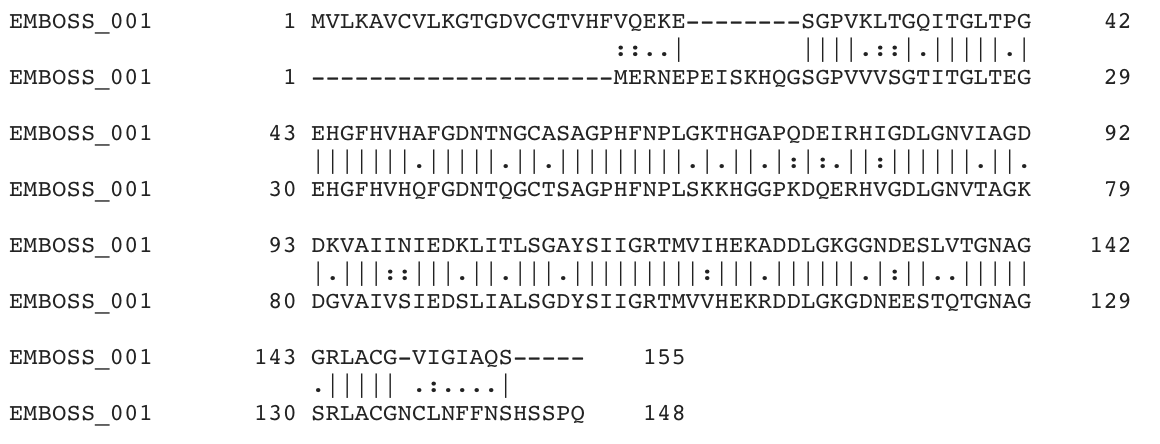 EMBOSS_001 1 MVLKAVCVLKGTGDVCGTVHFVQEKE--------SGPVKLTGQITGLTPG 42
::..| ||||.::|.|||||.|
EMBOSS_001 1 ---------------------MERNEPEISKHQGSGPVVVSGTITGLTEG 29
EMBOSS_001 43 EHGFHVHAFGDNTNGCASAGPHFNPLGKTHGAPQDEIRHIGDLGNVIAGD 92
|||||||.|||||.||.|||||||||.|.||.|:|:.||:||||||.||.
EMBOSS_001 30 EHGFHVHQFGDNTQGCTSAGPHFNPLSKKHGGPKDQERHVGDLGNVTAGK 79
EMBOSS_001 93 DKVAIINIEDKLITLSGAYSIIGRTMVIHEKADDLGKGGNDESLVTGNAG 142
|.|||::|||.||.|||.|||||||||:|||.||||||.|:||..|||||
EMBOSS_001 80 DGVAIVSIEDSLIALSGDYSIIGRTMVVHEKRDDLGKGDNEESTQTGNAG 129
EMBOSS_001 143 GRLACG-VIGIAQS----- 155
.||||| .:....|
EMBOSS_001 130 SRLACGNCLNFFNSHSSPQ 148